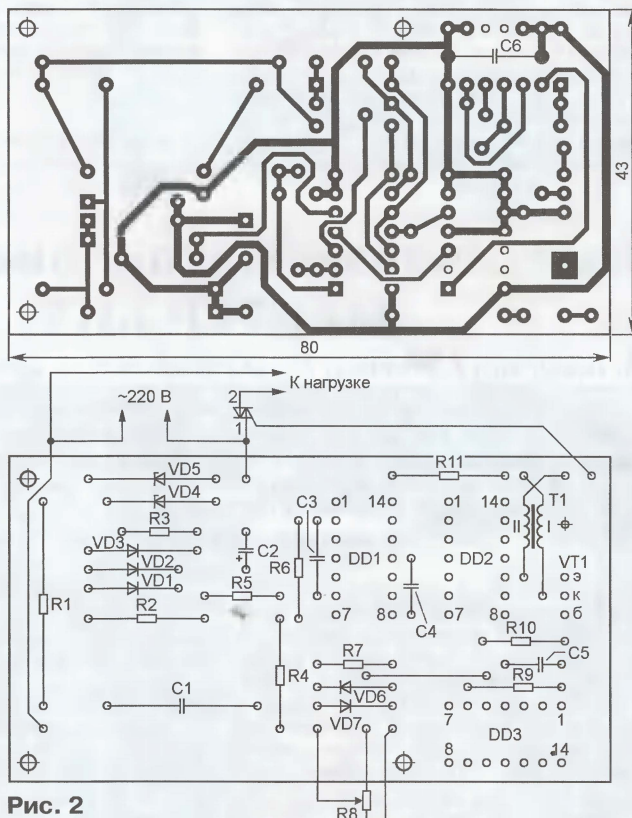 C6
43
80
К нагрузке
~220 В
2
1
VD5
VD4
R3
VD3
VD2
VD1
R2
R1
C1
C2
+
R5
R4
R6
C3
1
14
DD1
7
8
C4
R11
1
14
DD2
7
8
T1
II
I
VT1
э
к
б
R10
C5
R9
R7
VD6
VD7
7
1
DD3
8
14
R8
Рис. 2